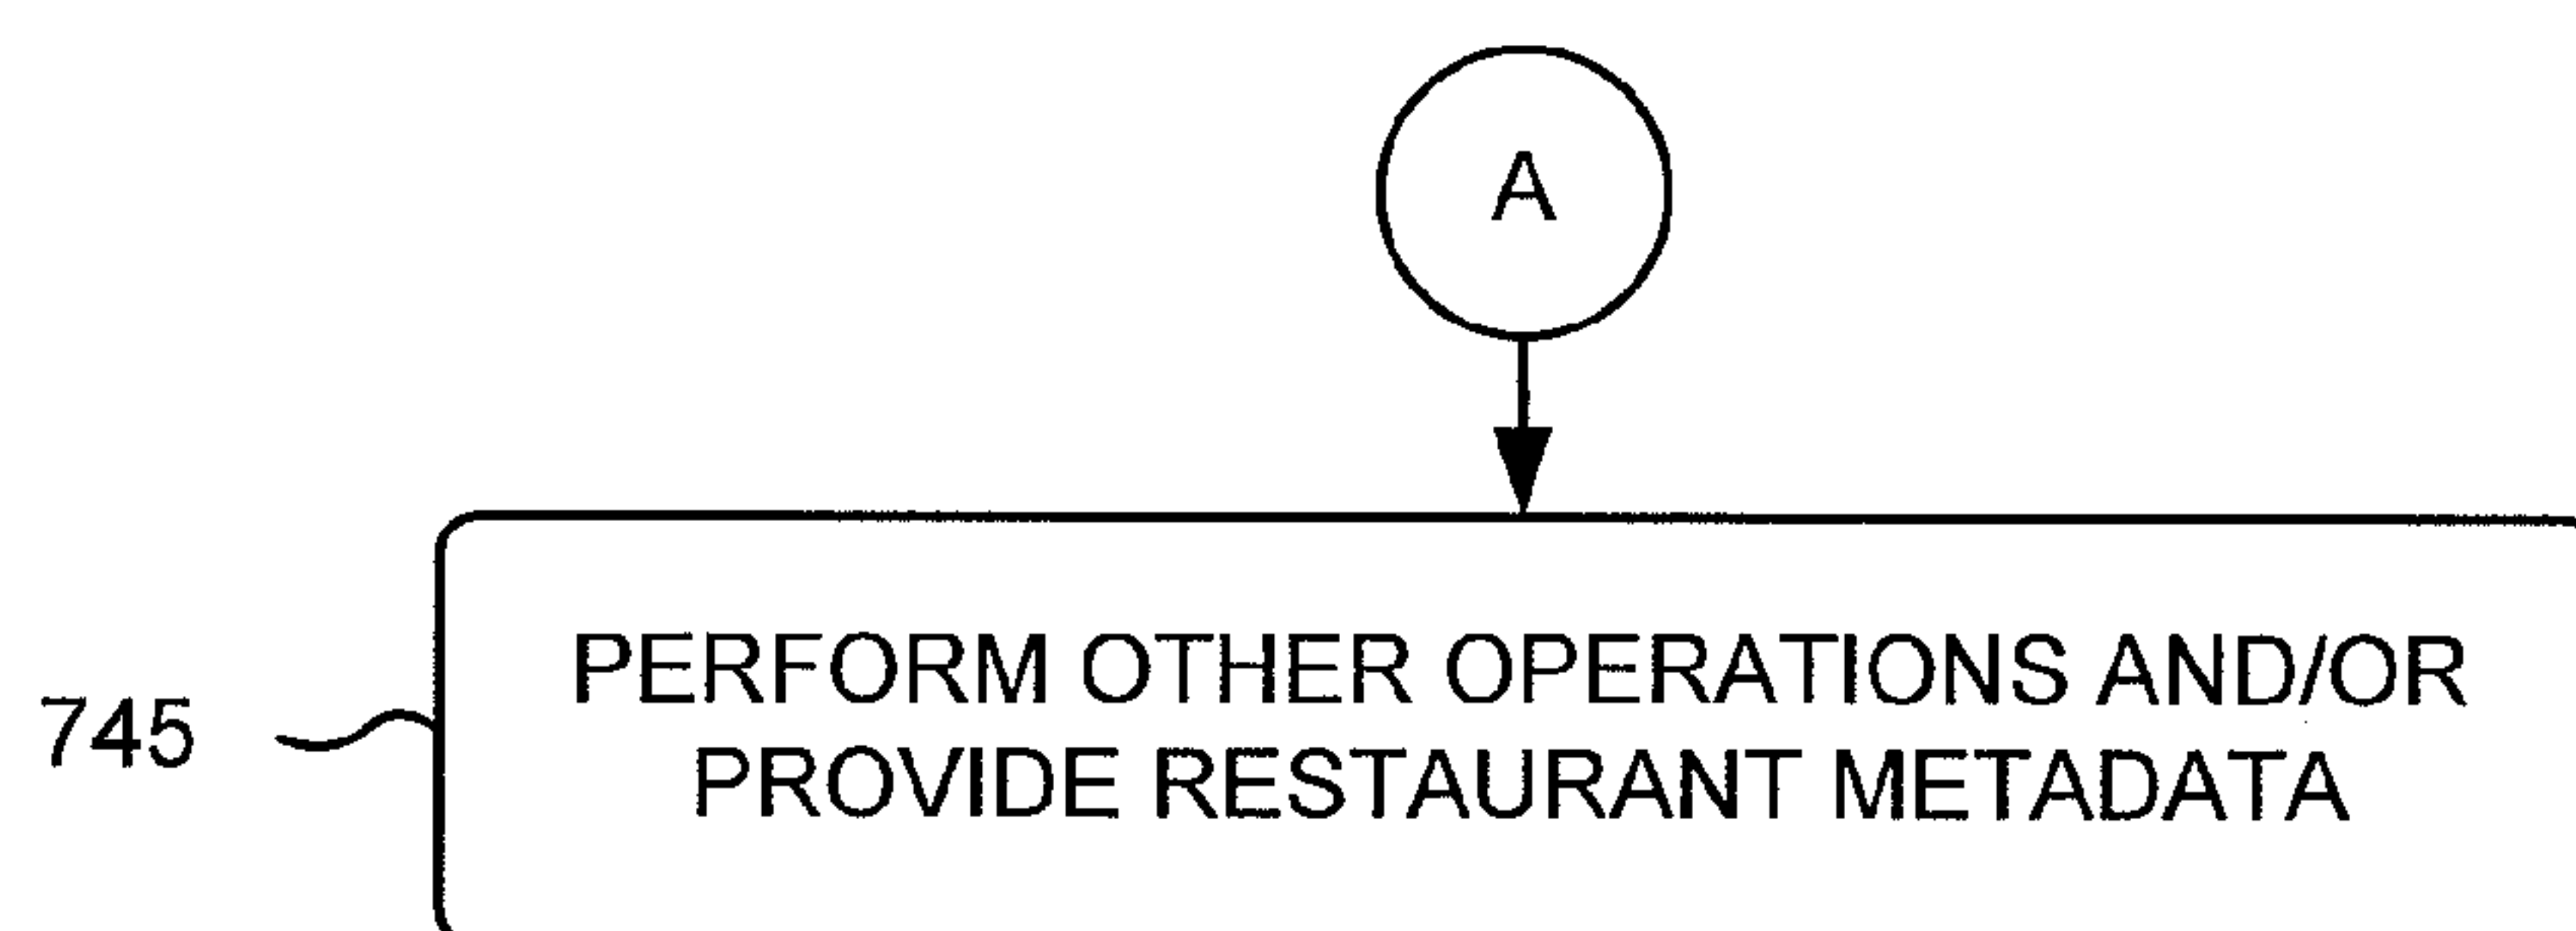 A
PERFORM OTHER OPERATIONS AND/OR
745
PROVIDE RESTAURANT METADATA